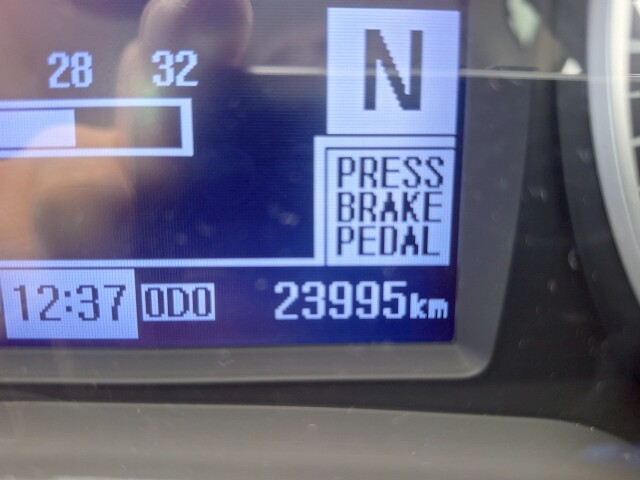 28 32
N
PRESS
BRAKE
PEDAL
12:37 ODO 23995km